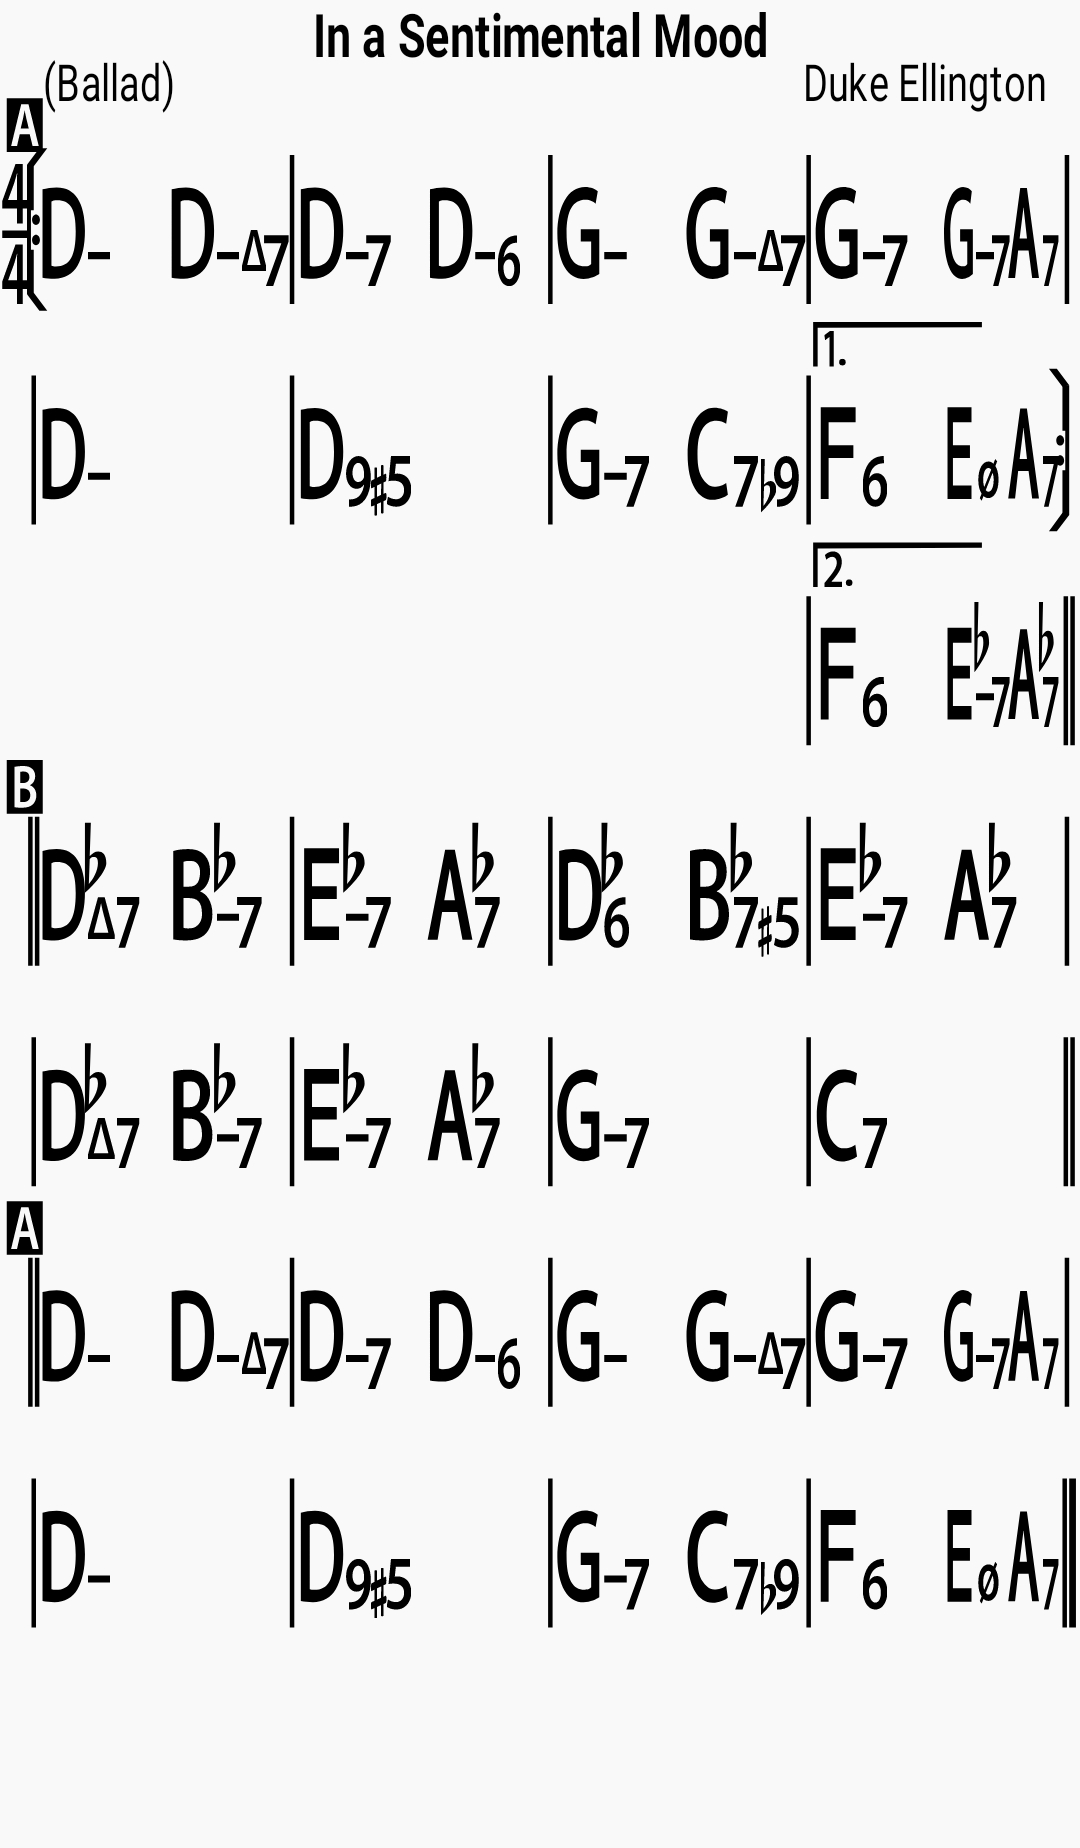 In a Sentimental Mood
(Ballad) Duke Ellington
A
4/4 D– D–Δ7 D–7 D–6 G– G–Δ7 G–7 G–7 A7
1.
D– D9♯5 G–7 C7♭9 F6 Eø A7
2.
F6 E♭–7 A♭7
B
D♭Δ7 B♭–7 E♭–7 A♭7 D♭6 B♭7♯5 E♭–7 A♭7
D♭Δ7 B♭–7 E♭–7 A♭7 G–7 C7
A
D– D–Δ7 D–7 D–6 G– G–Δ7 G–7 G–7 A7
D– D9♯5 G–7 C7♭9 F6 Eø A7